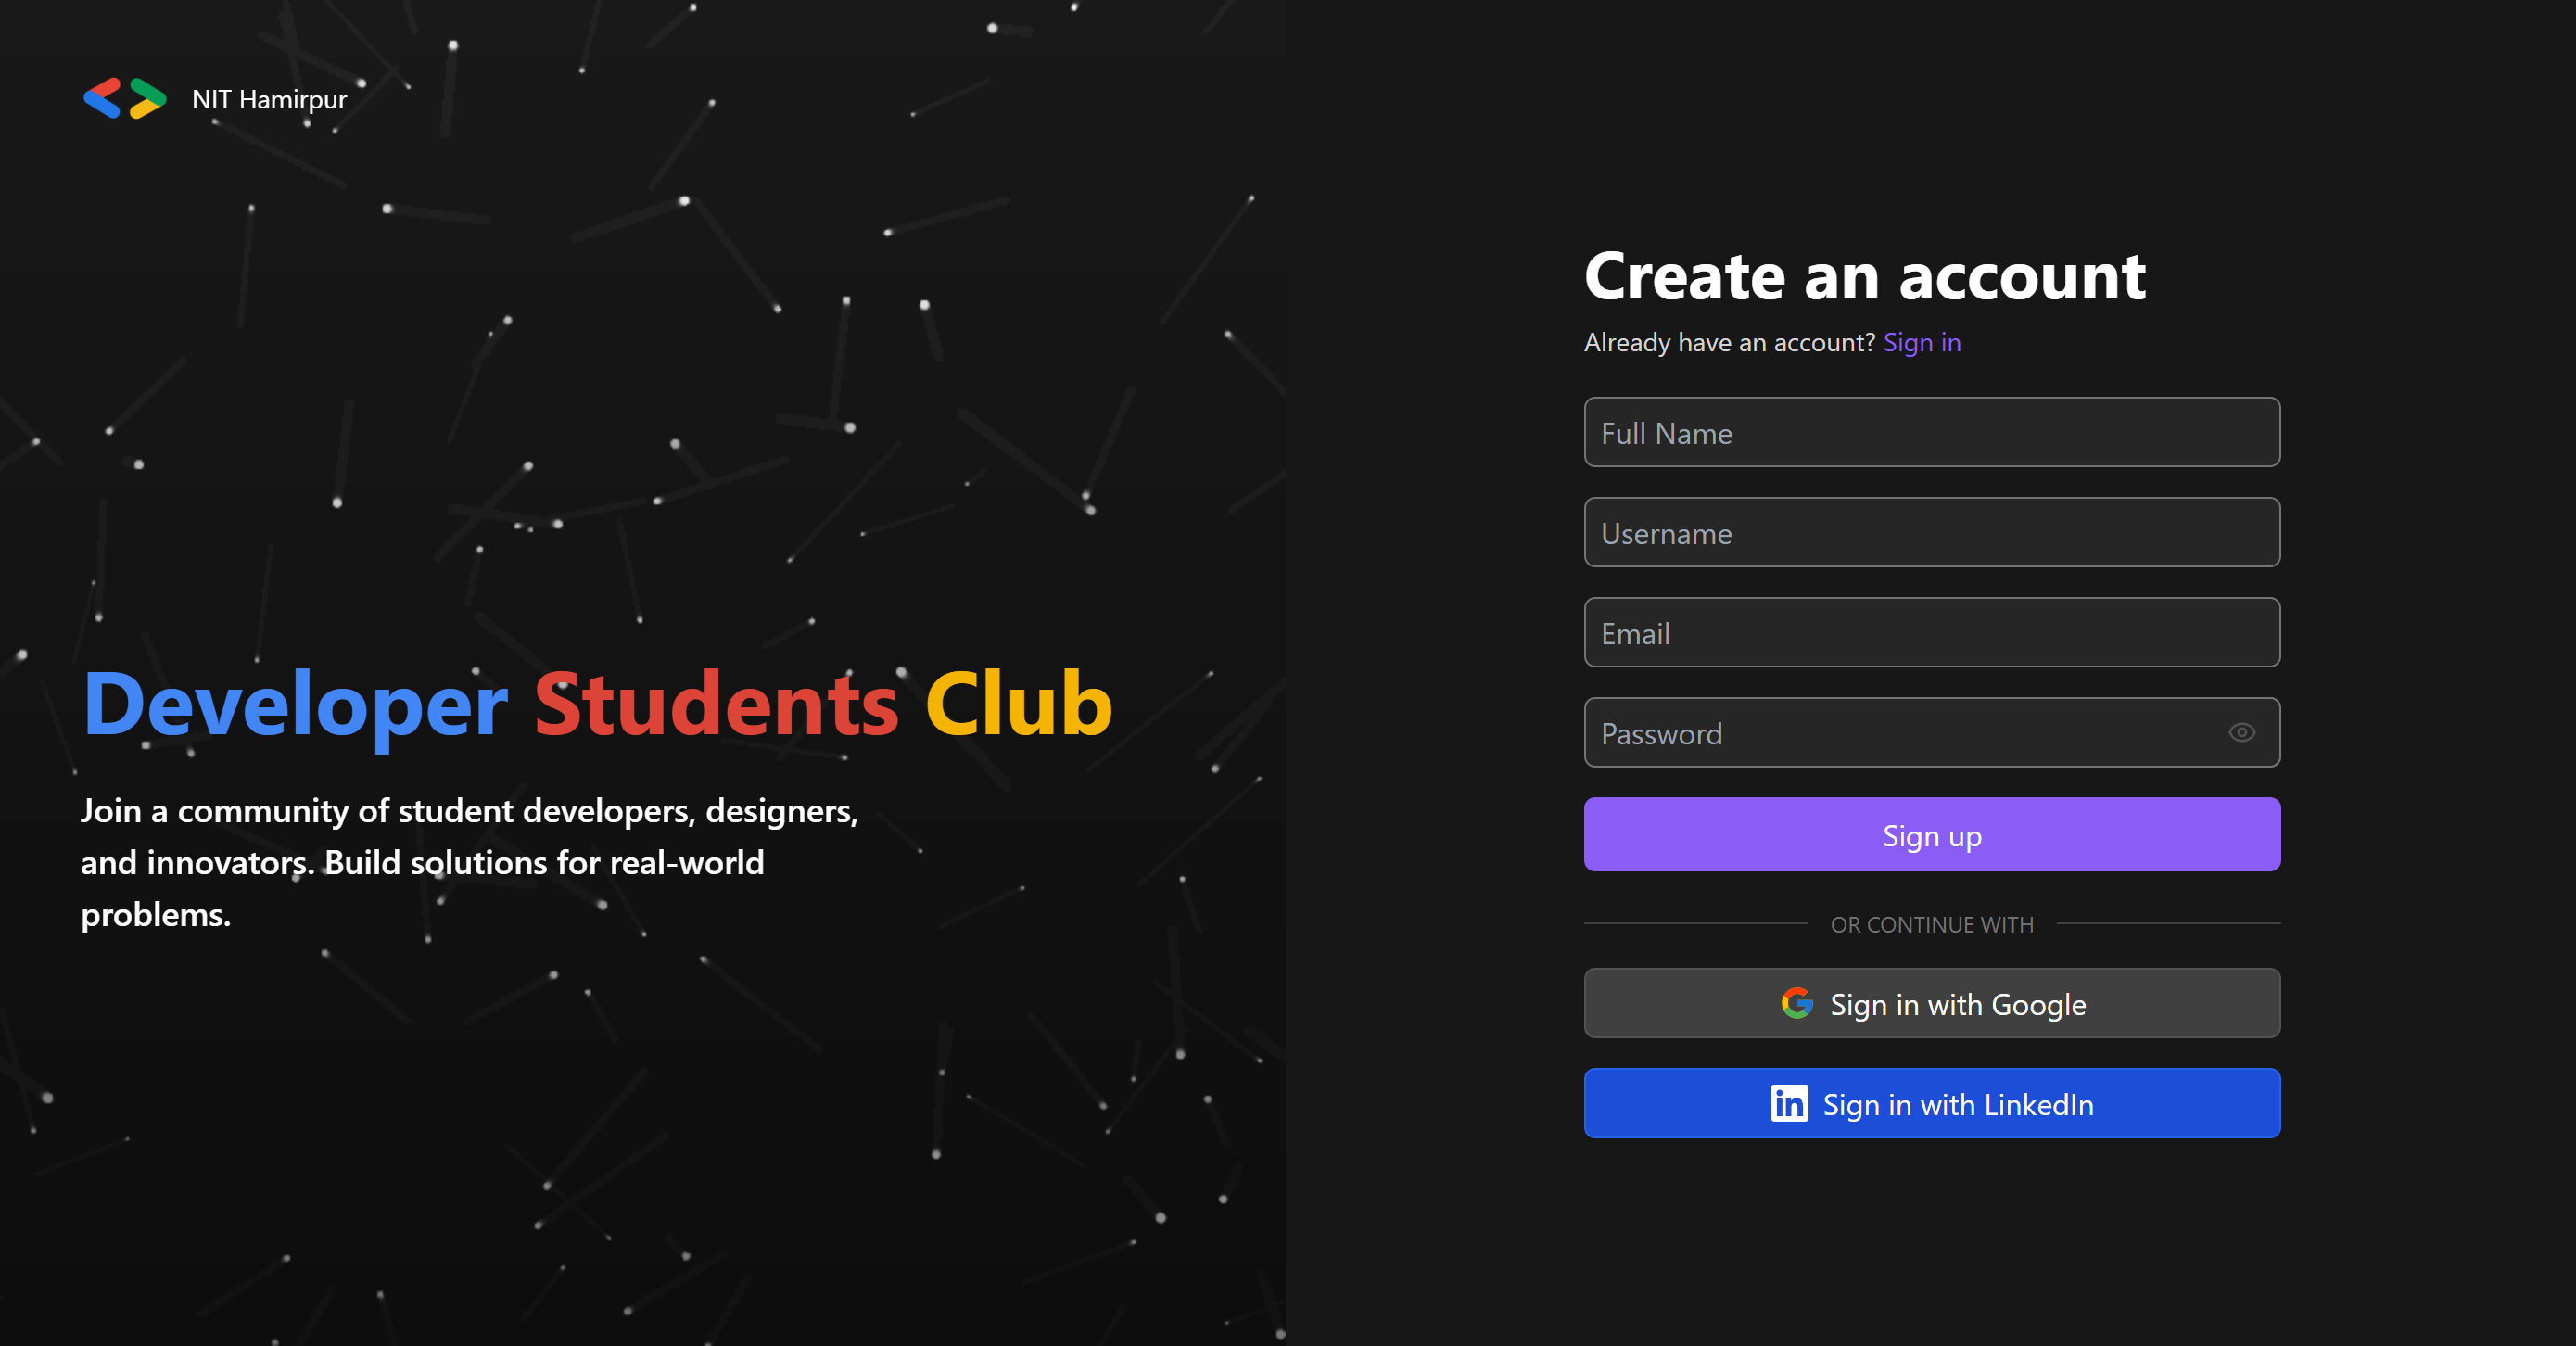 NIT Hamirpur
Developer Students Club
Join a community of student developers, designers,
and innovators. Build solutions for real-world
problems.
Create an account
Already have an account? Sign in
Full Name
Username
Email
Password
Sign up
OR CONTINUE WITH
Sign in with Google
in Sign in with LinkedIn